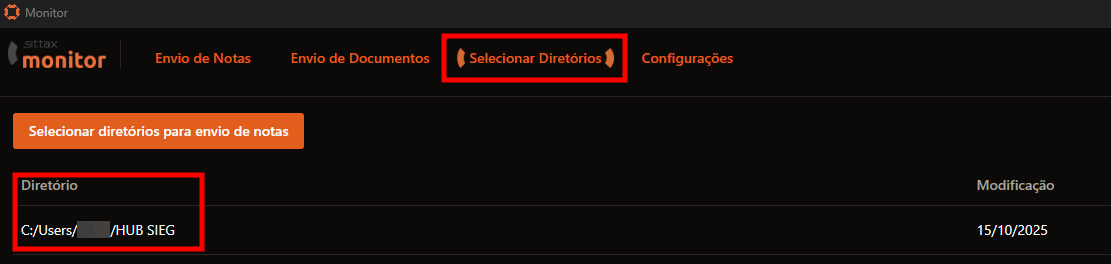 Monitor
sittax
monitor
Envio de Notas
Envio de Documentos
Selecionar Diretórios
Configurações
Selecionar diretórios para envio de notas
Diretório
Modificação
C:/Users/ /HUB SIEG
15/10/2025